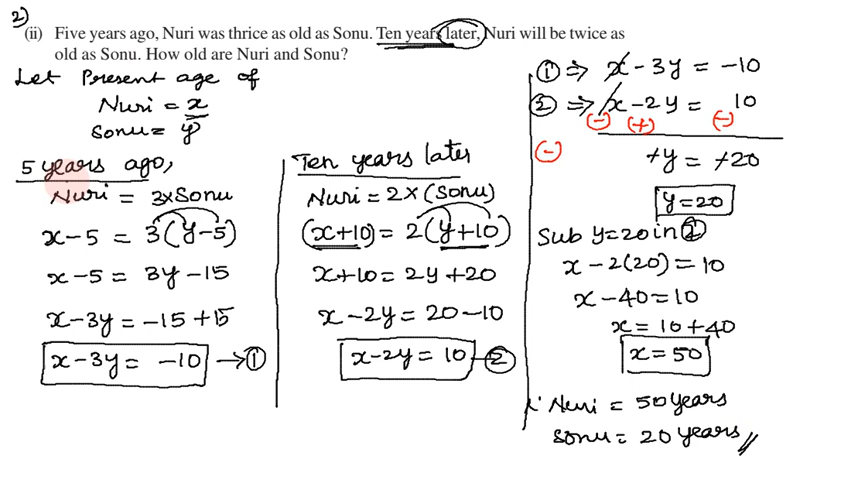 2)
(ii) Five years ago, Nuri was thrice as old as Sonu. Ten years later, Nuri will be twice as
old as Sonu. How old are Nuri and Sonu?
Let Present age of
Nuri = x
Sonu = y
5 years ago,
Nuri = 3×Sonu
x-5 = 3(y-5)
x-5 = 3y-15
x-3y = -15+15
x-3y = -10 → ①
Ten years later
Nuri = 2×(Sonu)
(x+10) = 2(y+10)
x+10 = 2y+20
x-2y = 20-10
x-2y = 10 → ②
① ⇒ x-3y = -10
② ⇒ x-2y = 10
(-) (+) (-)
(-) +y = +20
y=20
Sub y=20 in ②
x-2(20) = 10
x-40=10
x = 10+40
x = 50
∴ Nuri = 50 years
Sonu = 20 years //